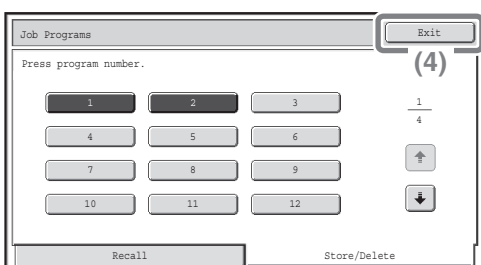 Job Programs Exit
(4)
Press program number.
1 2 3 1
4 5 6 4
7 8 9
10 11 12
Recall Store/Delete